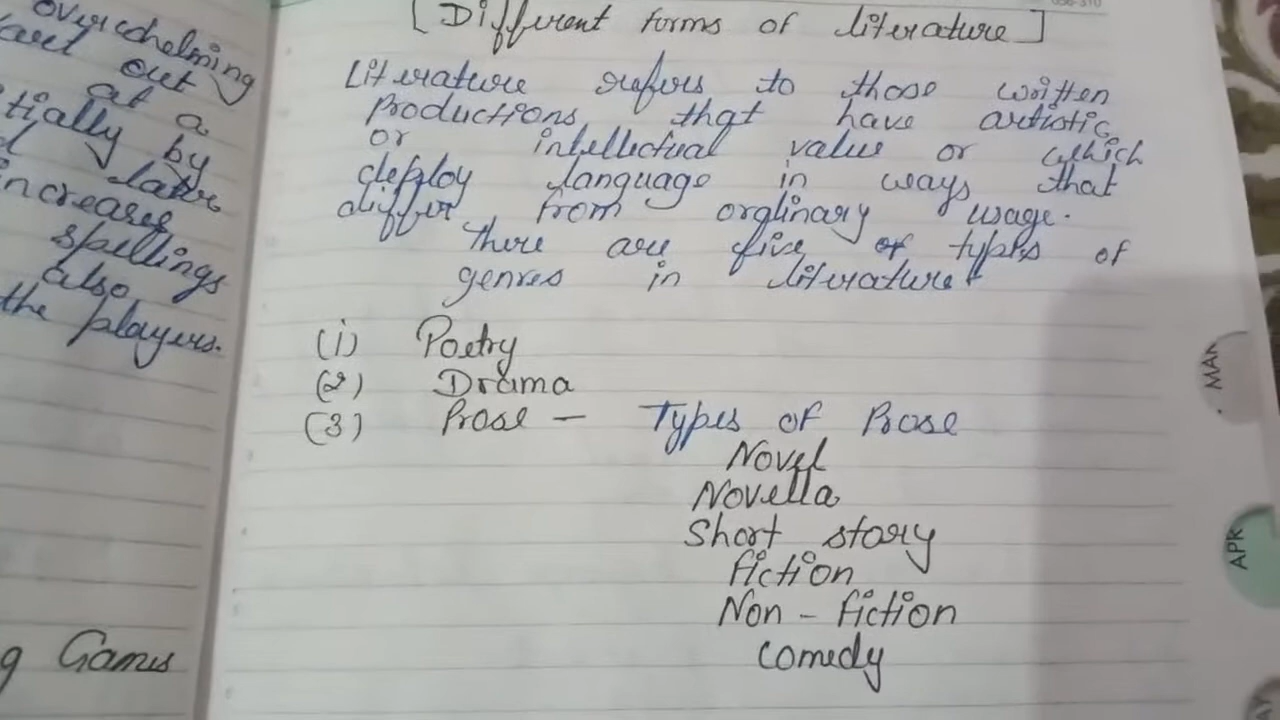 overwhelming
out
at a
tially by
later
increases
spellings
also
the players.
g Games
[Different forms of literature]
Literature refers to those written
productions that have artistic
or intellectual value or which
deploy language in ways that
differ from ordinary usage.
There are five of types of
genres in literature
(1) Poetry
(2) Drama
(3) Prose - Types of Prose
Novel
Novella
Short story
fiction
Non-fiction
comedy
MAR
APR